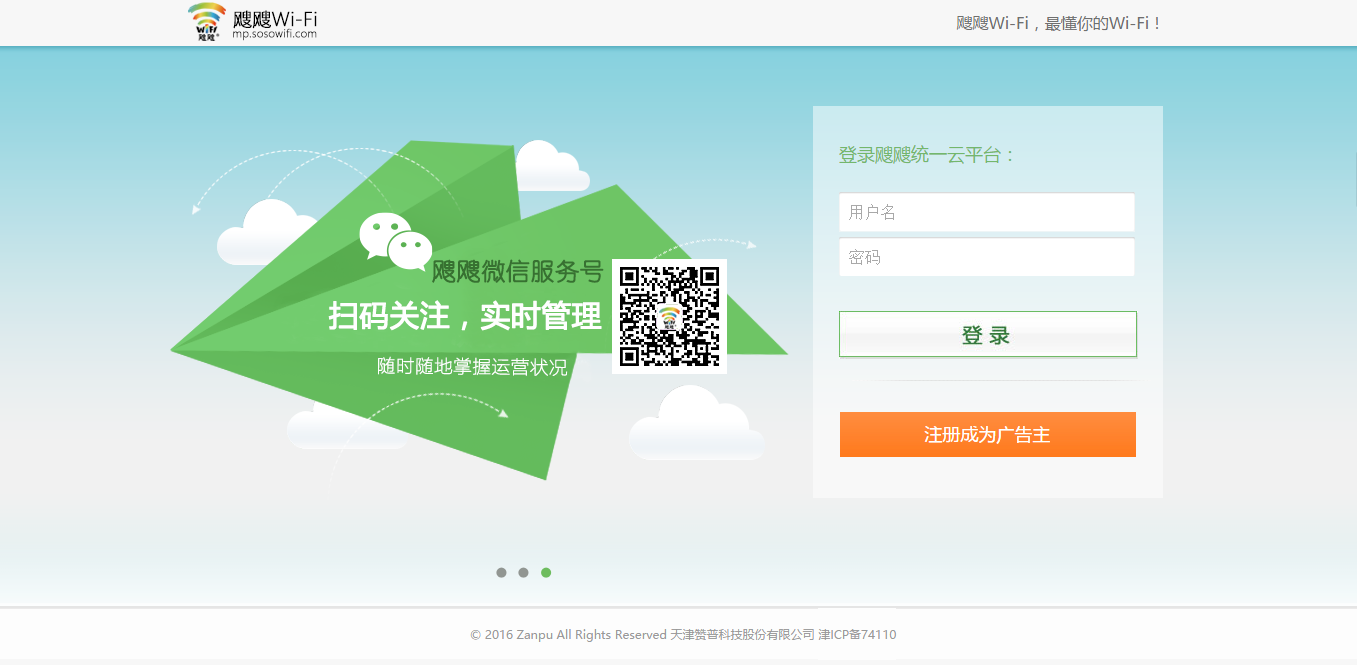 飕飕Wi-Fi
mp.sosowifi.com
飕飕Wi-Fi，最懂你的Wi-Fi！
登录飕飕统一云平台：
用户名
密码
登 录
注册成为广告主
飕飕微信服务号
扫码关注，实时管理
随时随地掌握运营状况
© 2016 Zanpu All Rights Reserved 天津赞普科技股份有限公司 津ICP备74110